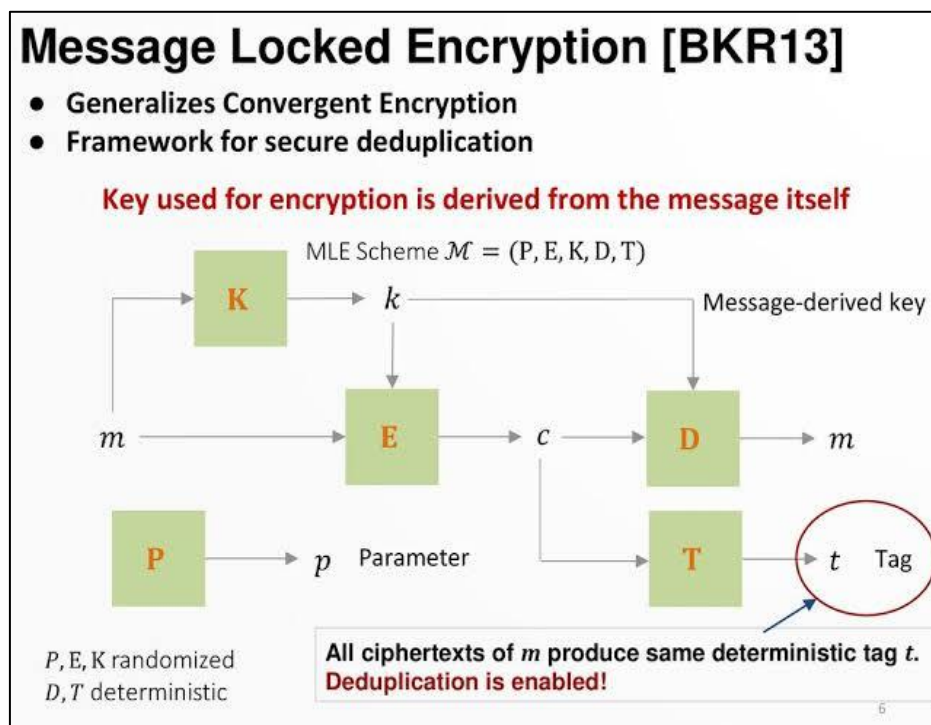 Message Locked Encryption [BKR13]
● Generalizes Convergent Encryption
● Framework for secure deduplication
Key used for encryption is derived from the message itself
MLE Scheme ℳ = (P, E, K, D, T)
K
k
Message-derived key
m
E
c
D
m
P
p Parameter
T
t Tag
P, E, K randomized
D, T deterministic
All ciphertexts of m produce same deterministic tag t.
Deduplication is enabled!
6